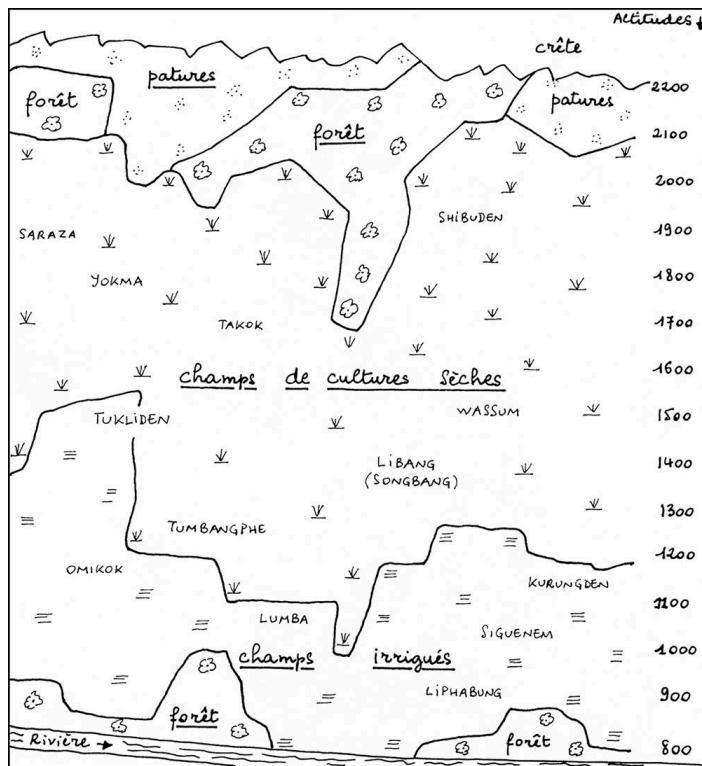 Altitudes ↓
crête
patures
2200
forêt
patures
forêt
2100
2000
SHIBUDEN
SARAZA
1900
YOKMA
1800
TAKOK
1700
1600
champs de cultures sèches
WASSUM
1500
TUKLIDEN
LIBANG
(SONGBANG)
1400
1300
TUMBANGPHE
1200
OMIKOK
KURUNGDEN
1100
LUMBA
SIGUENEM
champs irrigués
1000
LIPHABUNG
900
forêt
forêt
Rivière →
800